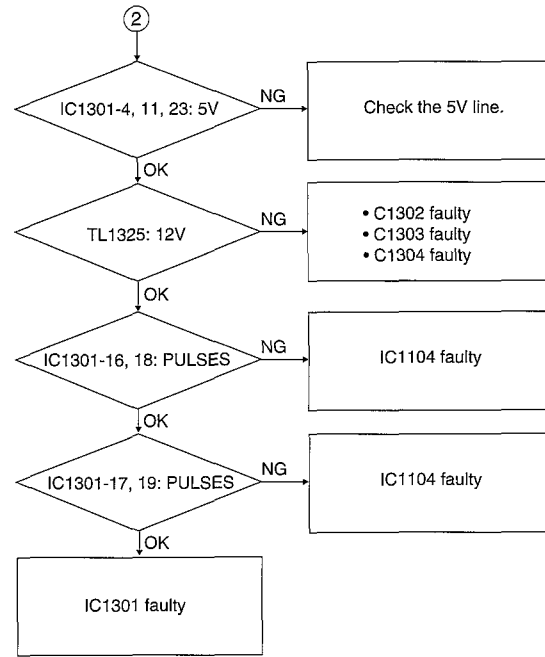 2
IC1301-4, 11, 23: 5V
NG
Check the 5V line.
OK
TL1325: 12V
NG
• C1302 faulty
• C1303 faulty
• C1304 faulty
OK
IC1301-16, 18: PULSES
NG
IC1104 faulty
OK
IC1301-17, 19: PULSES
NG
IC1104 faulty
OK
IC1301 faulty